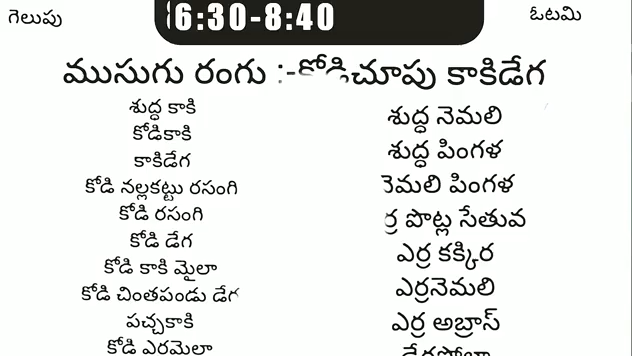 గెలుపు
6:30-8:40
ఓటమి
ముసుగు రంగు :-కోడిచూపు కాకిడేగ
శుద్ధ కాకి
కోడికాకి
కాకిడేగ
కోడి నల్లకట్టు రసంగి
కోడి రసంగి
కోడి డేగ
కోడి కాకి మైలా
కోడి చింతపండు డేగ
పచ్చకాకి
కోడి ఎరమైలా
శుద్ధ నెమలి
శుద్ధ పింగళ
నెమలి పింగళ
పొట్ల సేతువ
ఎర్ర కక్కిర
ఎర్రనెమలి
ఎర్ర అబ్రాస్